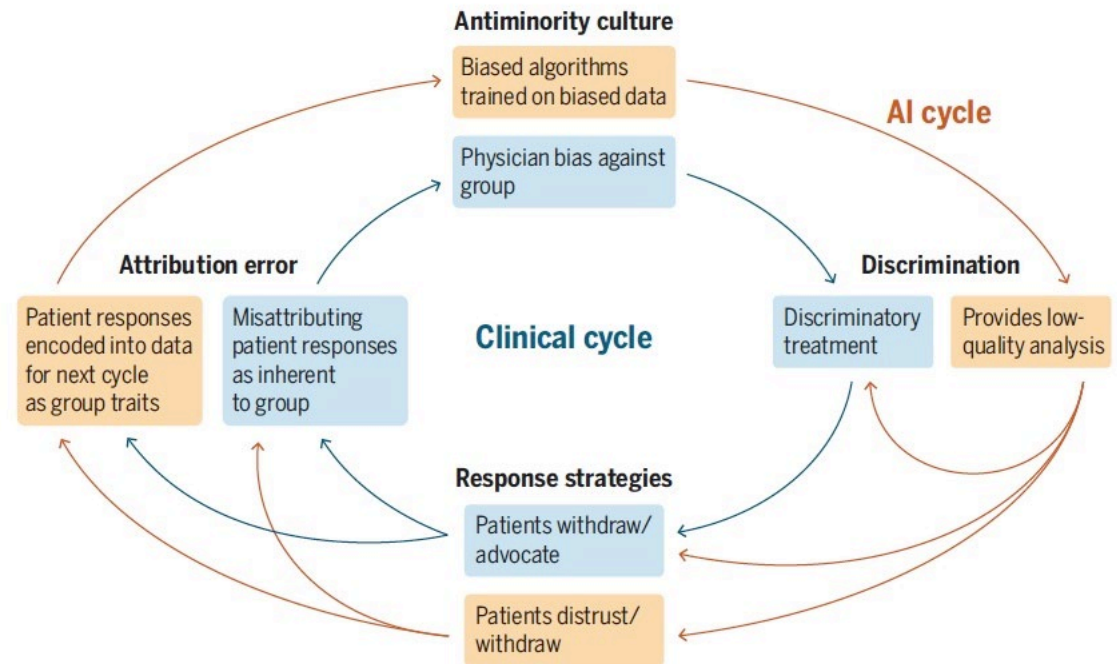 Antiminority culture
Biased algorithms
trained on biased data
AI cycle
Physician bias against
group
Attribution error
Discrimination
Patient responses
encoded into data
for next cycle
as group traits
Misattributing
patient responses
as inherent
to group
Clinical cycle
Discriminatory
treatment
Provides low-
quality analysis
Response strategies
Patients withdraw/
advocate
Patients distrust/
withdraw